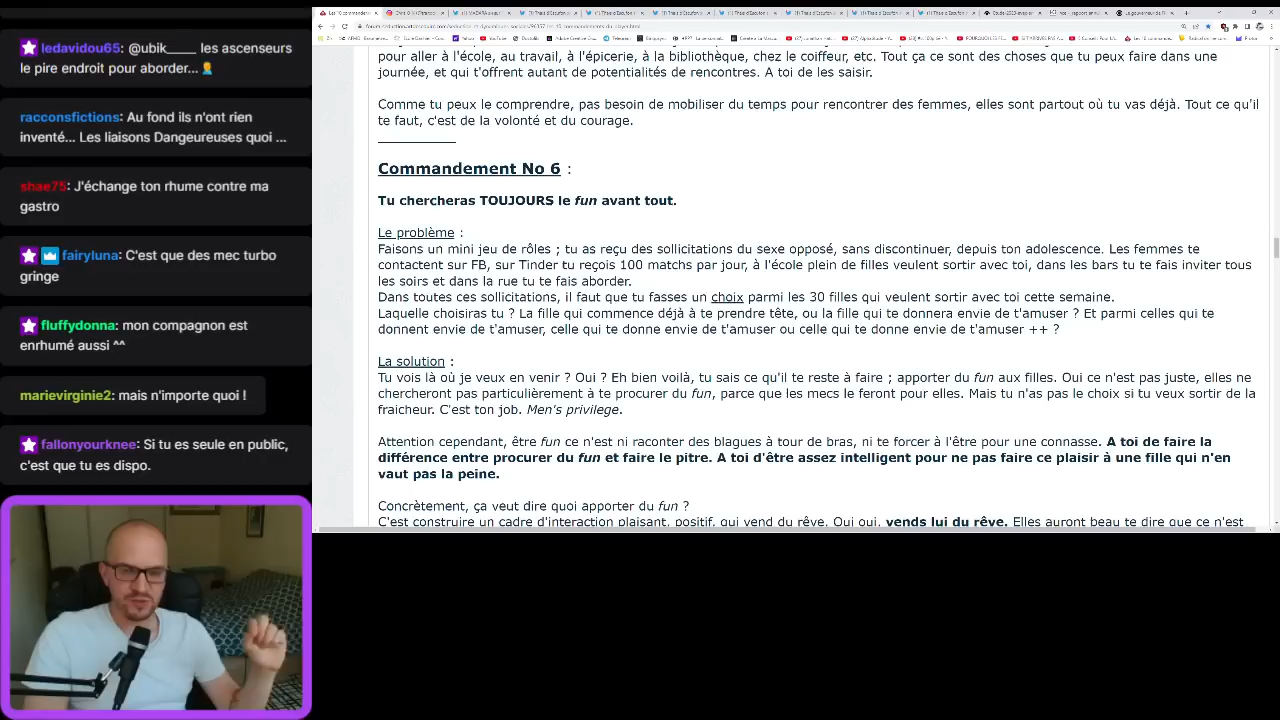 ledavidou65: @ubik____ les ascenseurs
le pire endroit pour aborder...
racconsfictions: Au fond ils n'ont rien
inventé... Les liaisons Dangeureuses quoi ...
shae75: J'échange ton rhume contre ma
gastro
fairyluna: C'est que des mec turbo
gringe
fluffydonna: mon compagnon est
enrhumé aussi ^^
marievirginie2: mais n'importe quoi !
fallonyourknee: Si tu es seule en public,
c'est que tu es dispo.
pour aller à l'école, au travail, à l'épicerie, à la bibliothèque, chez le coiffeur, etc. Tout ça ce sont des choses que tu peux faire dans une
journée, et qui t'offrent autant de potentialités de rencontres. A toi de les saisir.
Comme tu peux le comprendre, pas besoin de mobiliser du temps pour rencontrer des femmes, elles sont partout où tu vas déjà. Tout ce qu'il
te faut, c'est de la volonté et du courage.
Commandement No 6 :
Tu chercheras TOUJOURS le fun avant tout.
Le problème :
Faisons un mini jeu de rôles ; tu as reçu des sollicitations du sexe opposé, sans discontinuer, depuis ton adolescence. Les femmes te
contactent sur FB, sur Tinder tu reçois 100 matchs par jour, à l'école plein de filles veulent sortir avec toi, dans les bars tu te fais inviter tous
les soirs et dans la rue tu te fais aborder.
Dans toutes ces sollicitations, il faut que tu fasses un choix parmi les 30 filles qui veulent sortir avec toi cette semaine.
Laquelle choisiras tu ? La fille qui commence déjà à te prendre tête, ou la fille qui te donnera envie de t'amuser ? Et parmi celles qui te
donnent envie de t'amuser, celle qui te donne envie de t'amuser ou celle qui te donne envie de t'amuser ++ ?
La solution :
Tu vois là où je veux en venir ? Oui ? Eh bien voilà, tu sais ce qu'il te reste à faire ; apporter du fun aux filles. Oui ce n'est pas juste, elles ne
chercheront pas particulièrement à te procurer du fun, parce que les mecs le feront pour elles. Mais tu n'as pas le choix si tu veux sortir de la
fraicheur. C'est ton job. Men's privilege.
Attention cependant, être fun ce n'est ni raconter des blagues à tour de bras, ni te forcer à l'être pour une connasse. A toi de faire la
différence entre procurer du fun et faire le pitre. A toi d'être assez intelligent pour ne pas faire ce plaisir à une fille qui n'en
vaut pas la peine.
Concrètement, ça veut dire quoi apporter du fun ?
C'est construire un cadre d'interaction plaisant, positif, qui vend du rêve. Oui oui, vends lui du rêve. Elles auront beau te dire que ce n'est